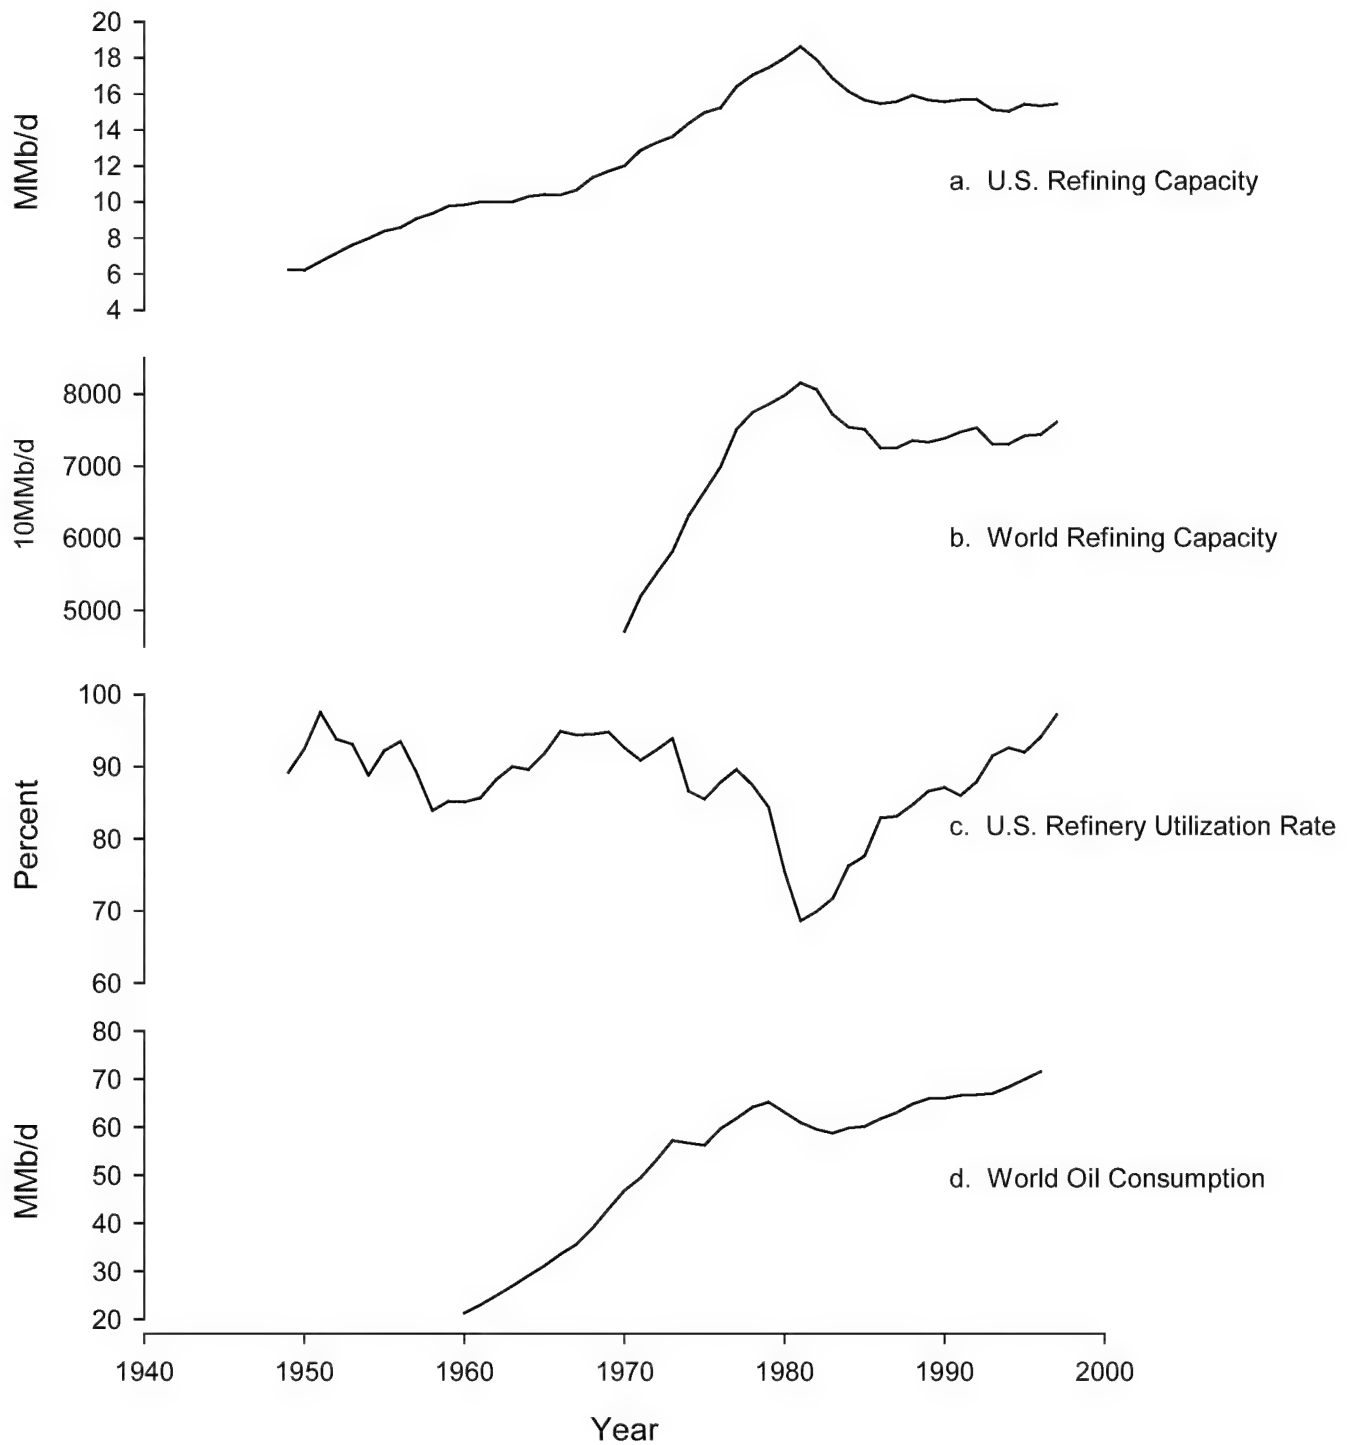 20
18
16
14
12
10
8
6
4
MMb/d
a. U.S. Refining Capacity
8000
7000
6000
5000
10MMb/d
b. World Refining Capacity
100
90
80
70
60
Percent
c. U.S. Refinery Utilization Rate
80
70
60
50
40
30
20
MMb/d
d. World Oil Consumption
1940 1950 1960 1970 1980 1990 2000
Year